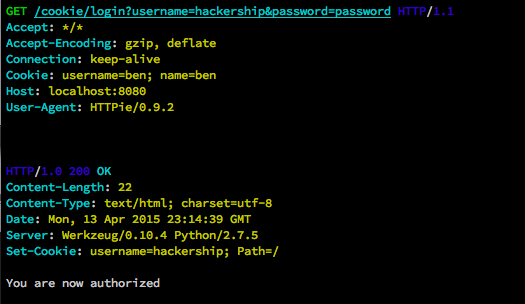 GET /cookie/login?username=hackership&password=password HTTP/1.1
Accept: */*
Accept-Encoding: gzip, deflate
Connection: keep-alive
Cookie: username=ben; name=ben
Host: localhost:8080
User-Agent: HTTPie/0.9.2
HTTP/1.0 200 OK
Content-Length: 22
Content-Type: text/html; charset=utf-8
Date: Mon, 13 Apr 2015 23:14:39 GMT
Server: Werkzeug/0.10.4 Python/2.7.5
Set-Cookie: username=hackership; Path=/
You are now authorized